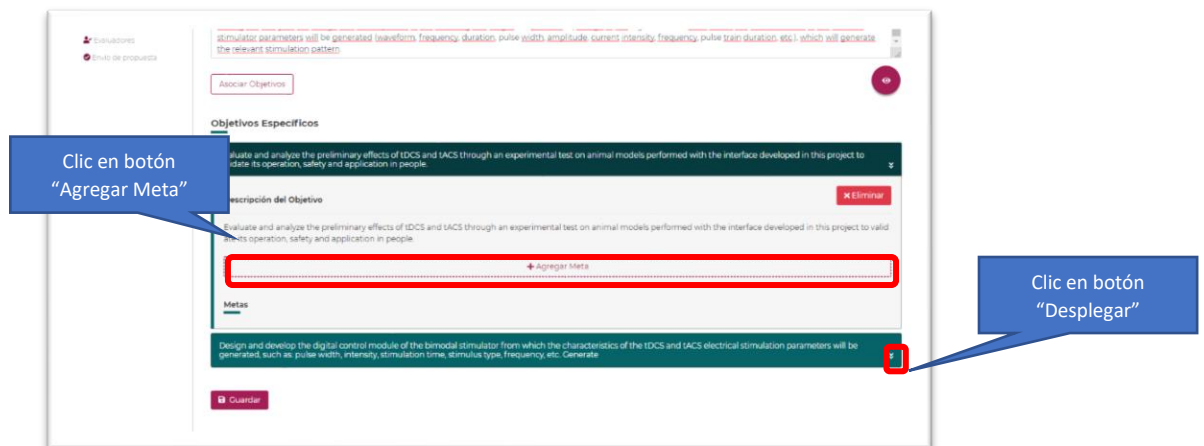 Evaluadores
Envío de propuesta
stimulator parameters will be generated (waveform, frequency, duration, pulse width, amplitude, current intensity, frequency, pulse train duration, etc.), which will generate
the relevant stimulation pattern.
Asociar Objetivos
Objetivos Específicos
aluate and analyze the preliminary effects of tDCS and tACS through an experimental test on animal models performed with the interface developed in this project to
idate its operation, safety and application in people.
Clic en botón
“Agregar Meta”
escripción del Objetivo
Eliminar
Evaluate and analyze the preliminary effects of tDCS and tACS through an experimental test on animal models performed with the interface developed in this project to valid
ate its operation, safety and application in people.
Agregar Meta
Clic en botón
“Desplegar”
Metas
Design and develop the digital control module of the bimodal stimulator from which the characteristics of the tDCS and tACS electrical stimulation parameters will be
generated, such as: pulse width, intensity, stimulation time, stimulus type, frequency, etc. Generate
Guardar